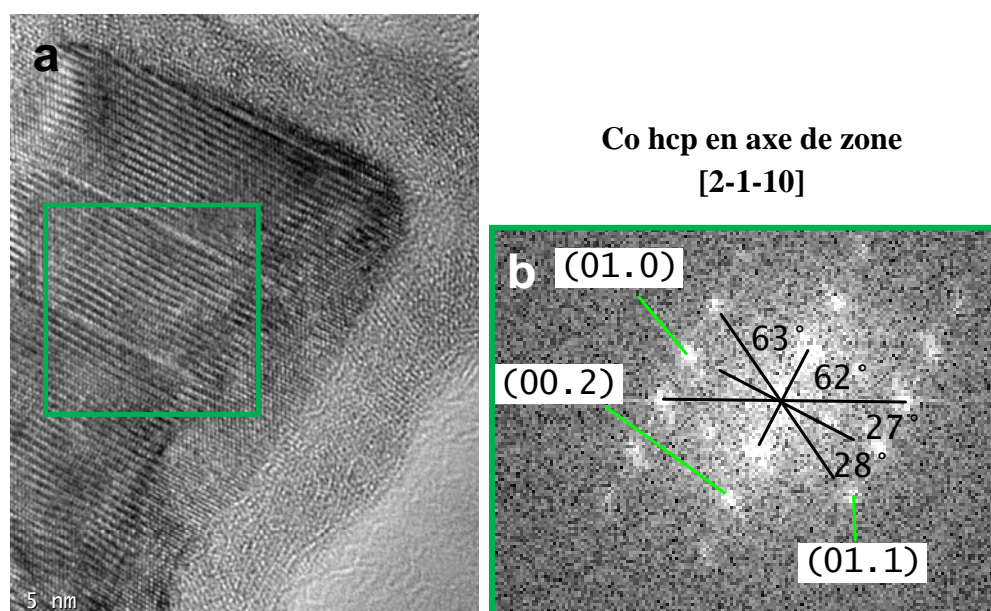 a
Co hcp en axe de zone
[2-1-10]
b
(01.0)
63°
(00.2)
62°
27°
28°
(01.1)
5 nm